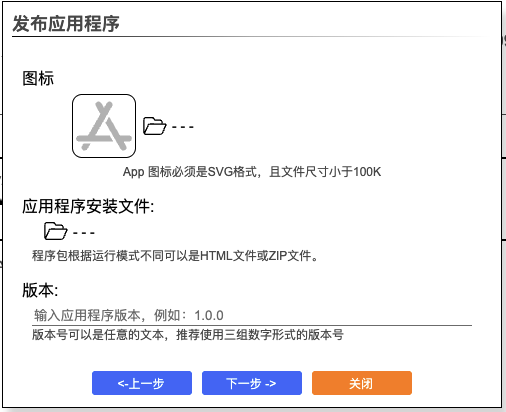 发布应用程序
图标
---
App 图标必须是SVG格式，且文件尺寸小于100K
应用程序安装文件:
---
程序包根据运行模式不同可以是HTML文件或ZIP文件。
版本:
输入应用程序版本，例如：1.0.0
版本号可以是任意的文本，推荐使用三组数字形式的版本号
<-上一步 下一步 -> 关闭